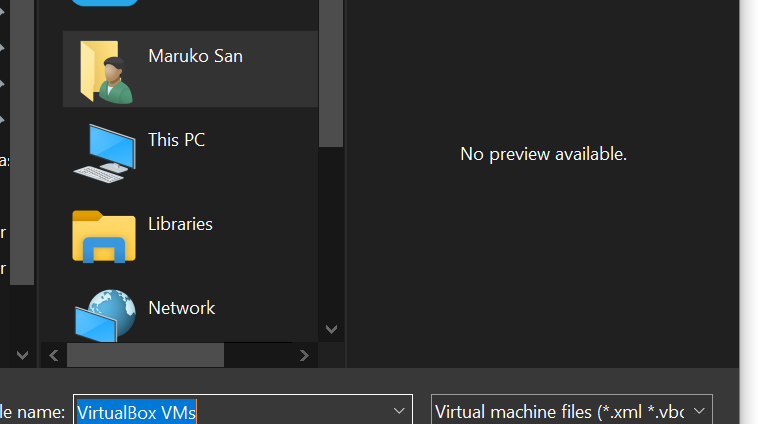 Maruko San
This PC
No preview available.
Libraries
Network
le name: VirtualBox VMs Virtual machine files (*.xml *.vbo